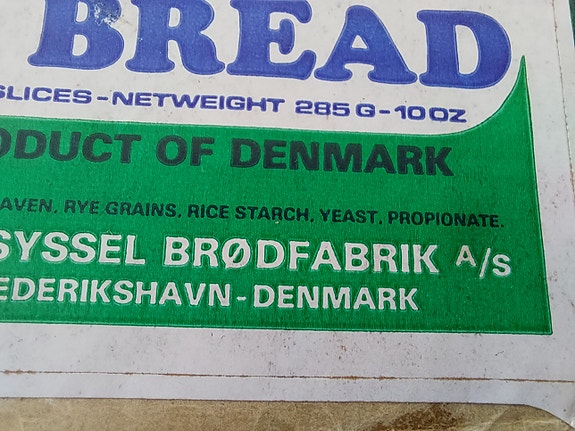 BREAD
SLICES-NETWEIGHT 285 G-10 OZ
ODUCT OF DENMARK
AVEN, RYE GRAINS, RICE STARCH, YEAST, PROPIONATE.
SYSSEL BRØDFABRIK A/S
EDERIKSHAVN-DENMARK